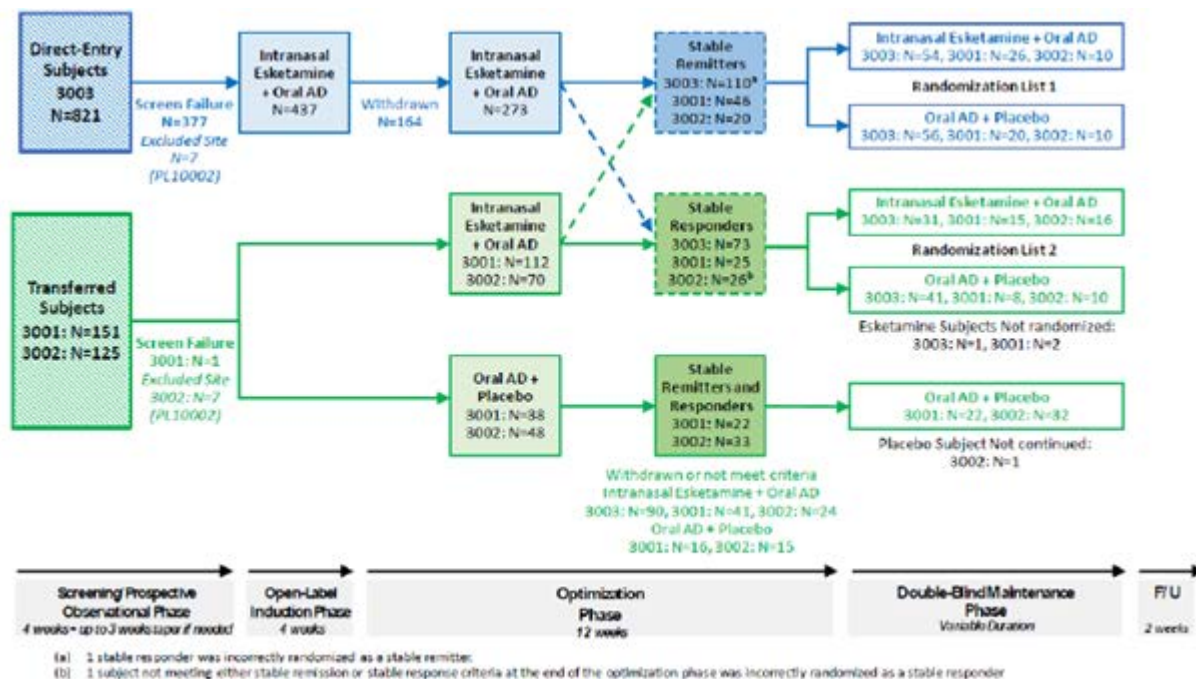 Direct-Entry
Subjects
3003
N=821
Screen Failure
N=377
Excluded Site
N=7
(PL10002)
Intranasal
Esketamine
+ Oral AD
N=437
Withdrawn
N=164
Intranasal
Esketamine
+ Oral AD
N=273
Stable
Remitters
3003: N=110a
3001: N=46
3002: N=20
Intranasal Esketamine + Oral AD
3003: N=54, 3001: N=26, 3002: N=10
Randomization List 1
Oral AD + Placebo
3003: N=56, 3001: N=20, 3002: N=10
Transferred
Subjects
3001: N=151
3002: N=125
Screen Failure
3001: N=1
Excluded Site
3002: N=7
(PL10002)
Intranasal
Esketamine
+ Oral AD
3001: N=112
3002: N=70
Stable
Responders
3003: N=73
3001: N=25
3002: N=26b
Intranasal Esketamine + Oral AD
3003: N=31, 3001: N=15, 3002: N=16
Randomization List 2
Oral AD + Placebo
3003: N=41, 3001: N=8, 3002: N=10
Esketamine Subjects Not randomized:
3003: N=1, 3001: N=2
Oral AD +
Placebo
3001: N=38
3002: N=48
Stable
Remitters and
Responders
3001: N=22
3002: N=33
Oral AD + Placebo
3001: N=22, 3002: N=32
Placebo Subject Not continued:
3002: N=1
Withdrawn or not meet criteria
Intranasal Esketamine + Oral AD
3003: N=90, 3001: N=41, 3002: N=24
Oral AD + Placebo
3001: N=16, 3002: N=15
Screening/Prospective
Observational Phase
4 weeks + up to 3 weeks taper if needed
Open-Label
Induction Phase
4 weeks
Optimization
Phase
12 weeks
Double-Blind Maintenance
Phase
Variable Duration
F/U
2 weeks
(a) 1 stable responder was incorrectly randomized as a stable remitter.
(b) 1 subject not meeting either stable remission or stable response criteria at the end of the optimization phase was incorrectly randomized as a stable responder